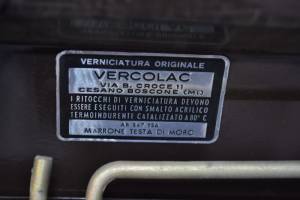 VERNICIATURA ORIGINALE
VERCOLAC
VIA B. CROCE 11
CESANO BOSCONE (MI)
I RITOCCHI DI VERNICIATURA DEVONO
ESSERE ESEGUITI CON SMALTO ACRILICO
TERMOINDURENTE CATALIZZATO A 80° C
AR
MARRONE TESTA DI MORO